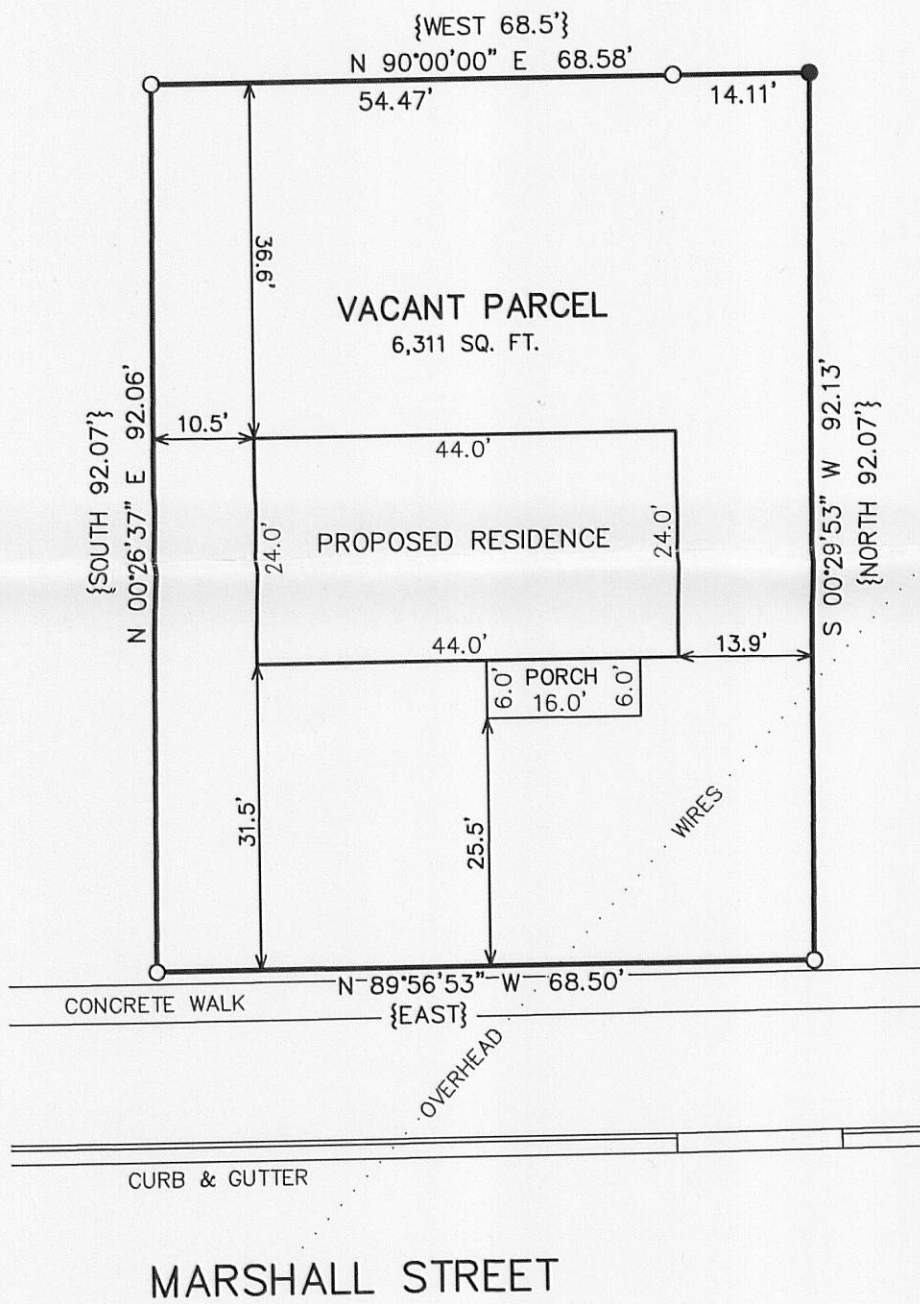 {WEST 68.5'}
N 90°00'00" E 68.58'
54.47'
14.11'
36.6'
VACANT PARCEL
6,311 SQ. FT.
{SOUTH 92.07'}
N 00°26'37" E 92.06'
10.5'
44.0'
S 00°29'53" W 92.13'
{NORTH 92.07'}
24.0'
PROPOSED RESIDENCE
24.0'
44.0'
13.9'
6.0'
PORCH
16.0'
6.0'
31.5'
25.5'
WIRES
N 89°56'53" W 68.50'
CONCRETE WALK
{EAST}
OVERHEAD
CURB & GUTTER
MARSHALL STREET